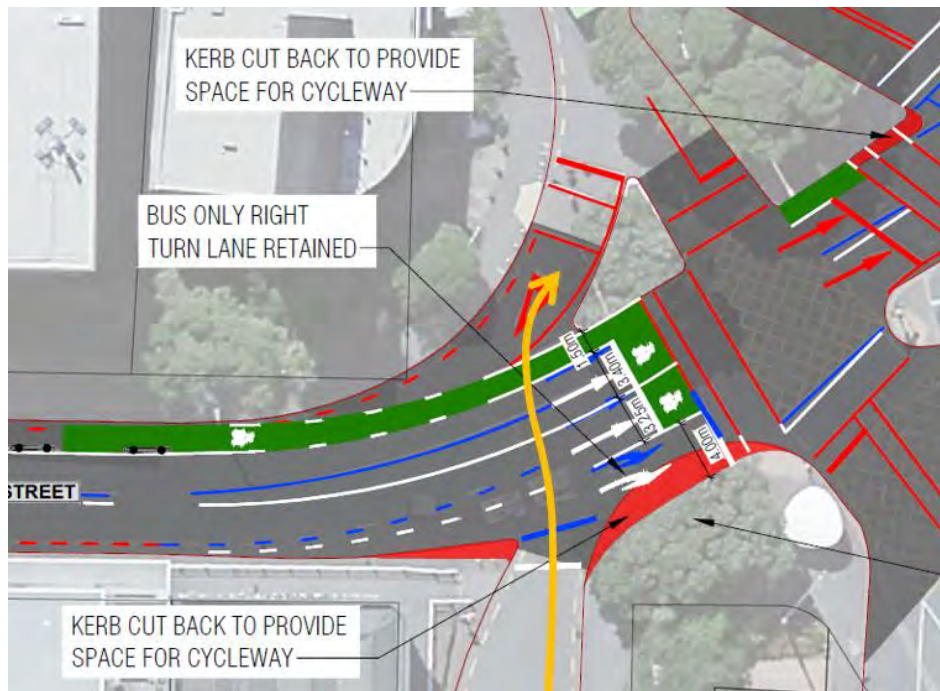 KERB CUT BACK TO PROVIDE
SPACE FOR CYCLEWAY
BUS ONLY RIGHT
TURN LANE RETAINED
1.50m
3.40m
3.25m
4.00m
STREET
KERB CUT BACK TO PROVIDE
SPACE FOR CYCLEWAY